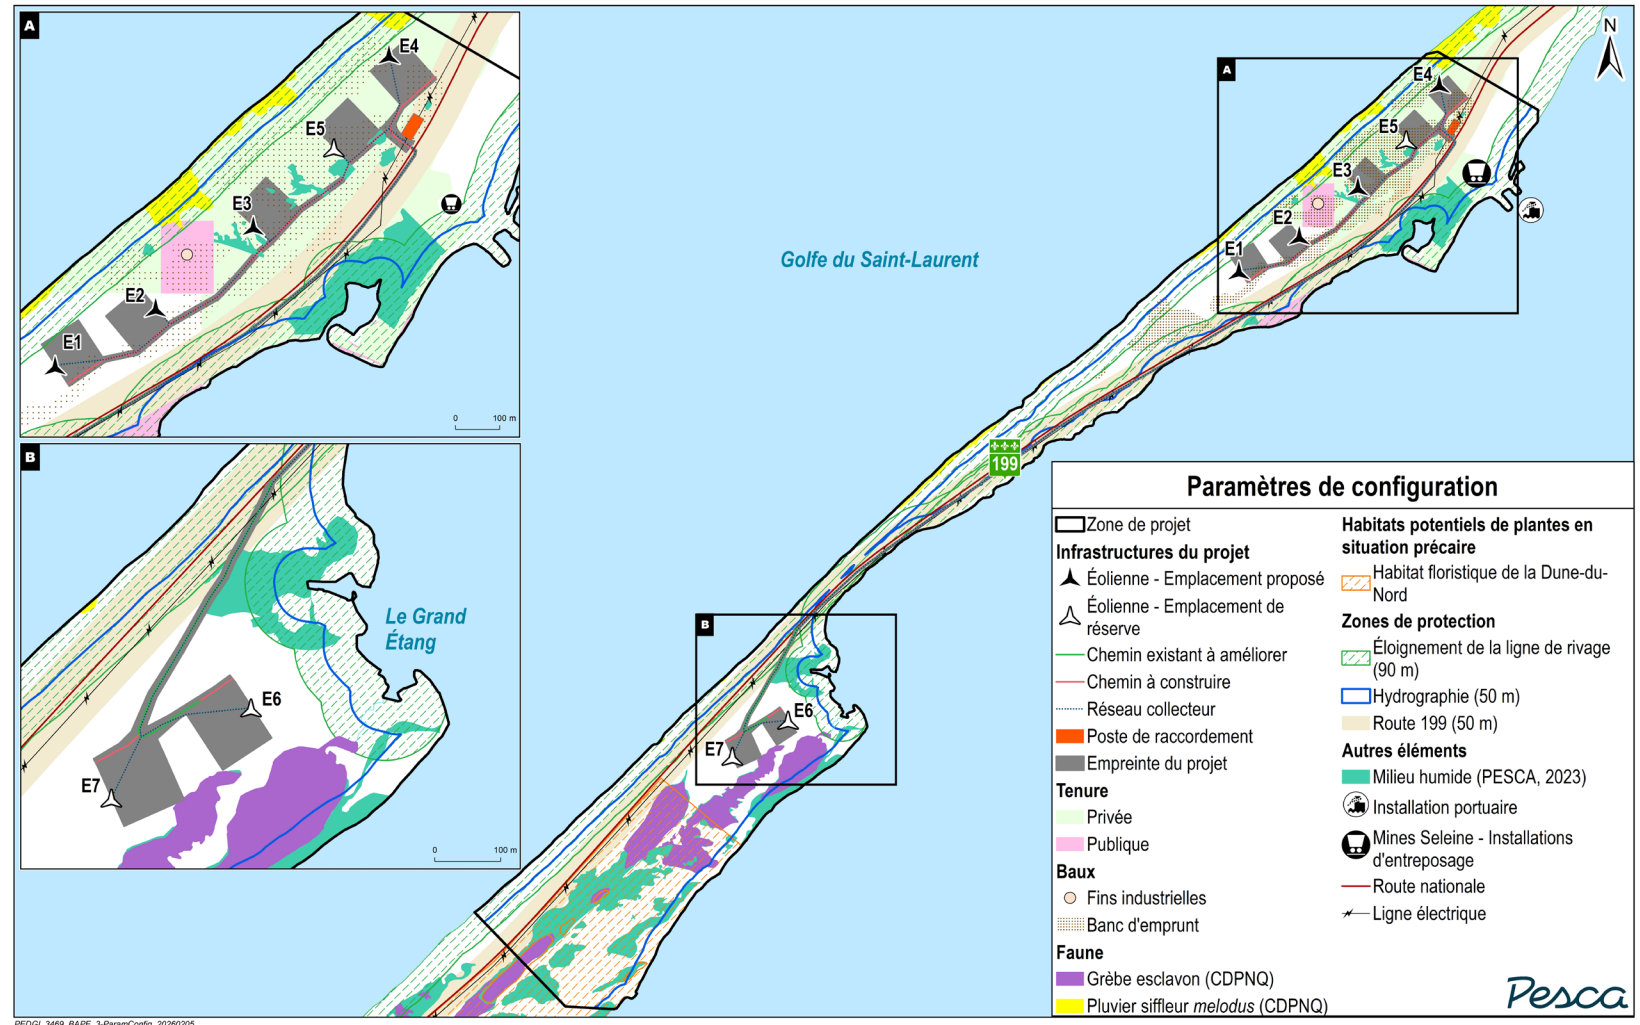 A
E4
E5
E3
E2
E1
0 100 m
B
Le Grand
Étang
E6
E7
0 100 m
Golfe du Saint-Laurent
199
A
E4
E5
E3
E2
E1
N
B
E6
E7
Paramètres de configuration
Zone de projet
Infrastructures du projet
Éolienne - Emplacement proposé
Éolienne - Emplacement de
réserve
Chemin existant à améliorer
Chemin à construire
Réseau collecteur
Poste de raccordement
Empreinte du projet
Tenure
Privée
Publique
Baux
Fins industrielles
Banc d'emprunt
Faune
Grèbe esclavon (CDPNQ)
Pluvier siffleur melodus (CDPNQ)
Habitats potentiels de plantes en
situation précaire
Habitat floristique de la Dune-du-
Nord
Zones de protection
Éloignement de la ligne de rivage
(90 m)
Hydrographie (50 m)
Route 199 (50 m)
Autres éléments
Milieu humide (PESCA, 2023)
Installation portuaire
Mines Seleine - Installations
d'entreposage
Route nationale
Ligne électrique
Pesca
PEDGI_3469_BAPE_3-ParamConfig_20260205